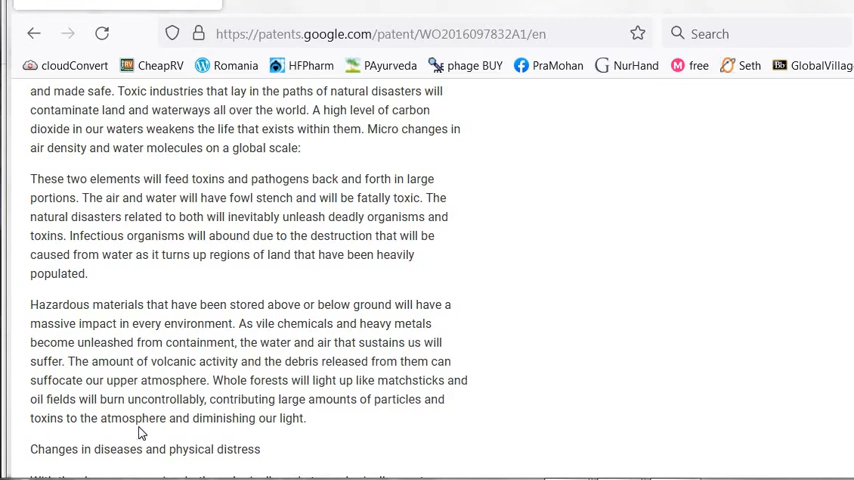 https://patents.google.com/patent/WO2016097832A1/en
Search
cloudConvert CheapRV Romania HFPharm PAyurveda phage BUY PraMohan NurHand free Seth GlobalVillag
and made safe. Toxic industries that lay in the paths of natural disasters will
contaminate land and waterways all over the world. A high level of carbon
dioxide in our waters weakens the life that exists within them. Micro changes in
air density and water molecules on a global scale:
These two elements will feed toxins and pathogens back and forth in large
portions. The air and water will have fowl stench and will be fatally toxic. The
natural disasters related to both will inevitably unleash deadly organisms and
toxins. Infectious organisms will abound due to the destruction that will be
caused from water as it turns up regions of land that have been heavily
populated.
Hazardous materials that have been stored above or below ground will have a
massive impact in every environment. As vile chemicals and heavy metals
become unleashed from containment, the water and air that sustains us will
suffer. The amount of volcanic activity and the debris released from them can
suffocate our upper atmosphere. Whole forests will light up like matchsticks and
oil fields will burn uncontrollably, contributing large amounts of particles and
toxins to the atmosphere and diminishing our light.
Changes in diseases and physical distress